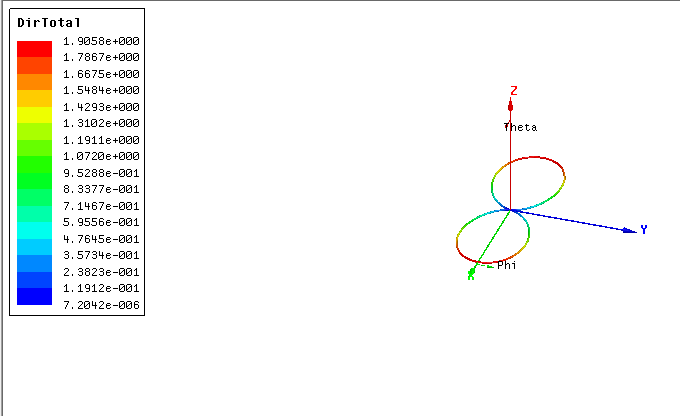 DirTotal
1.9058e+000
1.7867e+000
1.6675e+000
1.5484e+000
1.4293e+000
1.3102e+000
1.1911e+000
1.0720e+000
9.5288e-001
8.3377e-001
7.1467e-001
5.9556e-001
4.7645e-001
3.5734e-001
2.3823e-001
1.1912e-001
7.2042e-006
Z
Theta
Y
Phi
X